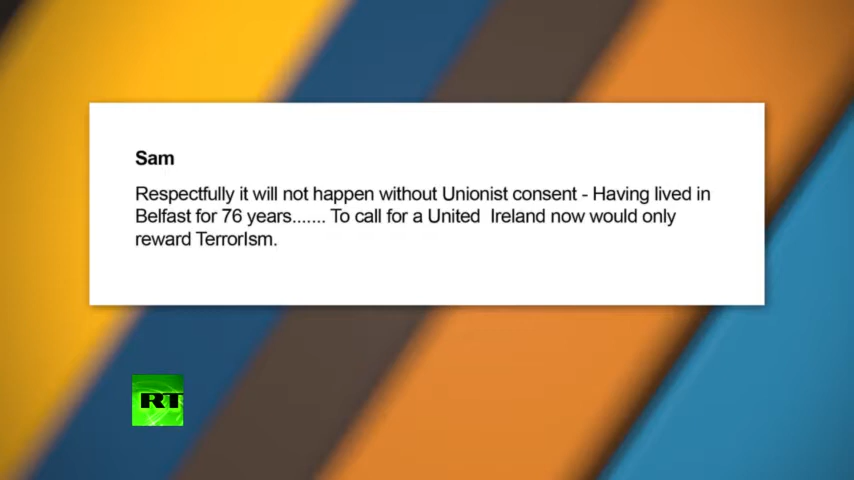 Sam
Respectfully it will not happen without Unionist consent - Having lived in
Belfast for 76 years....... To call for a United  Ireland now would only
reward TerrorIsm.
RT